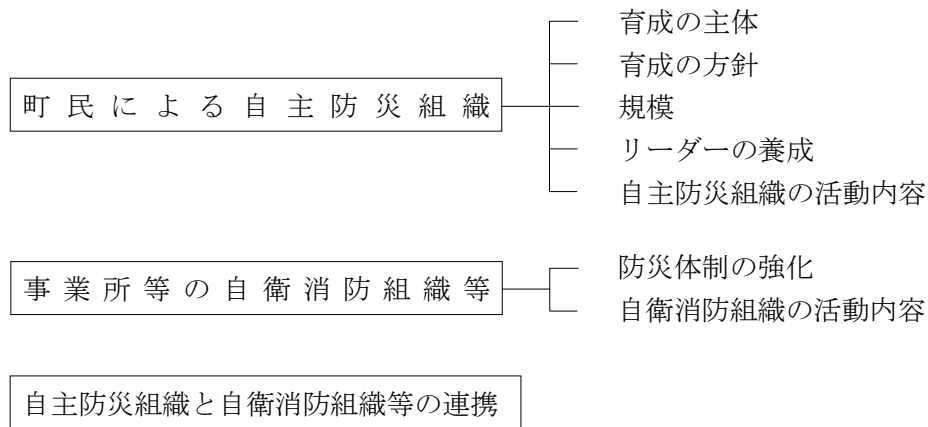 町民による自主防災組織
育成の主体
育成の方針
規模
リーダーの養成
自主防災組織の活動内容
事業所等の自衛消防組織等
防災体制の強化
自衛消防組織の活動内容
自主防災組織と自衛消防組織等の連携